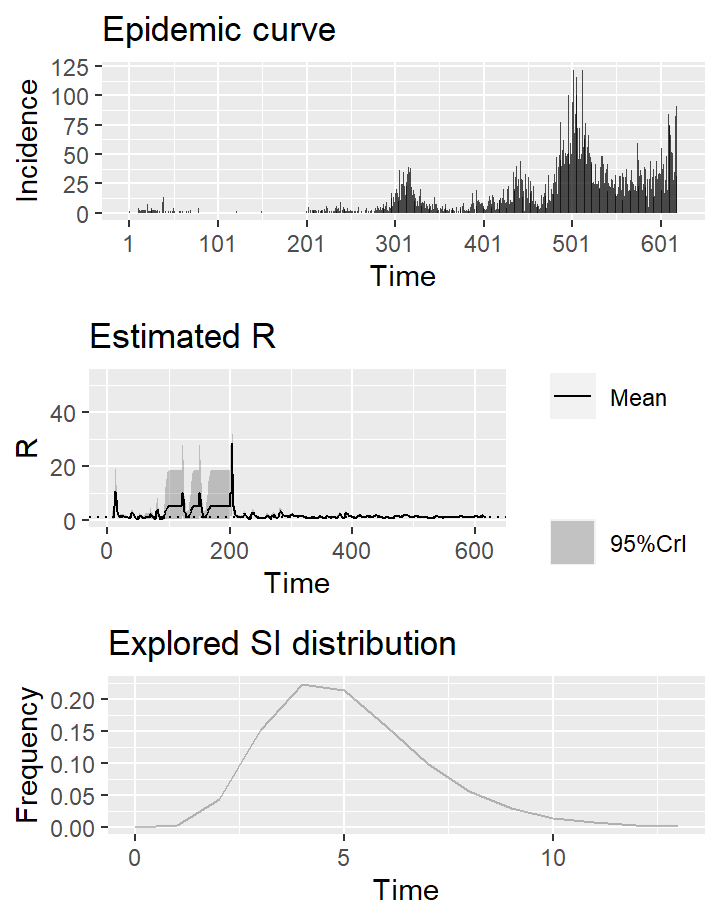 Epidemic curve
125
100
75
50
25
0
Incidence
1 101 201 301 401 501 601
Time
Estimated R
40
20
0
R
0 200 400 600
Time
Mean
95%CrI
Explored SI distribution
0.20
0.15
0.10
0.05
0.00
Frequency
0 5 10
Time